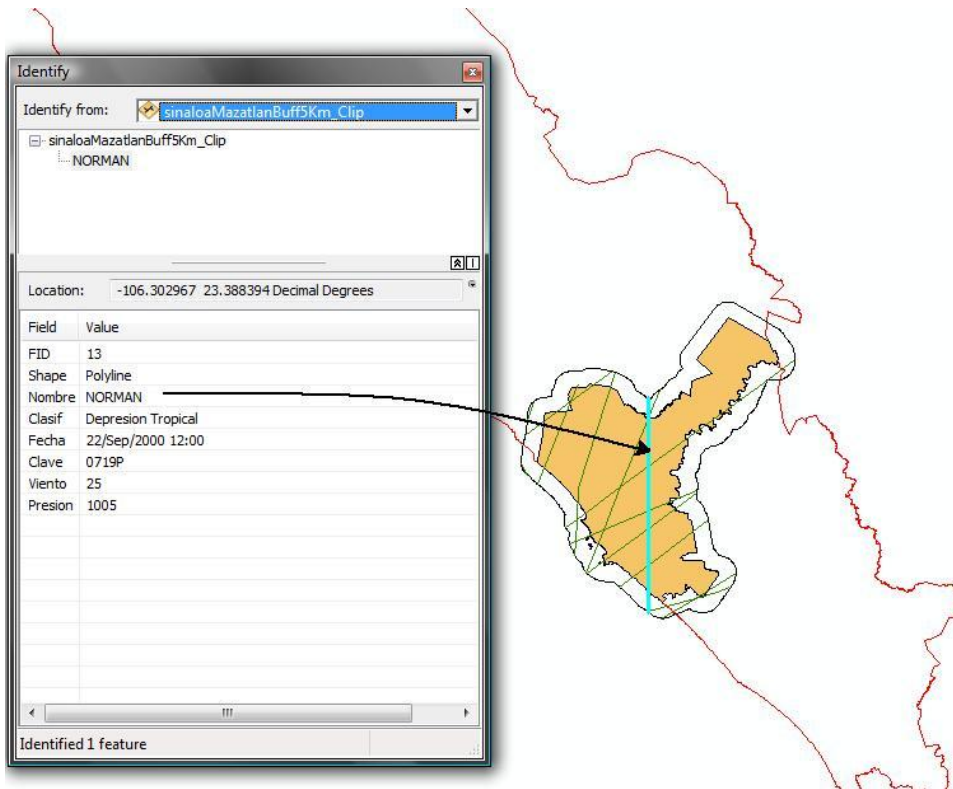 Identify
Identify from: sinaloaMazatlanBuff5Km_Clip
sinaloaMazatlanBuff5Km_Clip
NORMAN
Location: -106.302967 23.388394 Decimal Degrees
Field Value
FID 13
Shape Polyline
Nombre NORMAN
Clasif Depresion Tropical
Fecha 22/Sep/2000 12:00
Clave 0719P
Viento 25
Presion 1005
Identified 1 feature